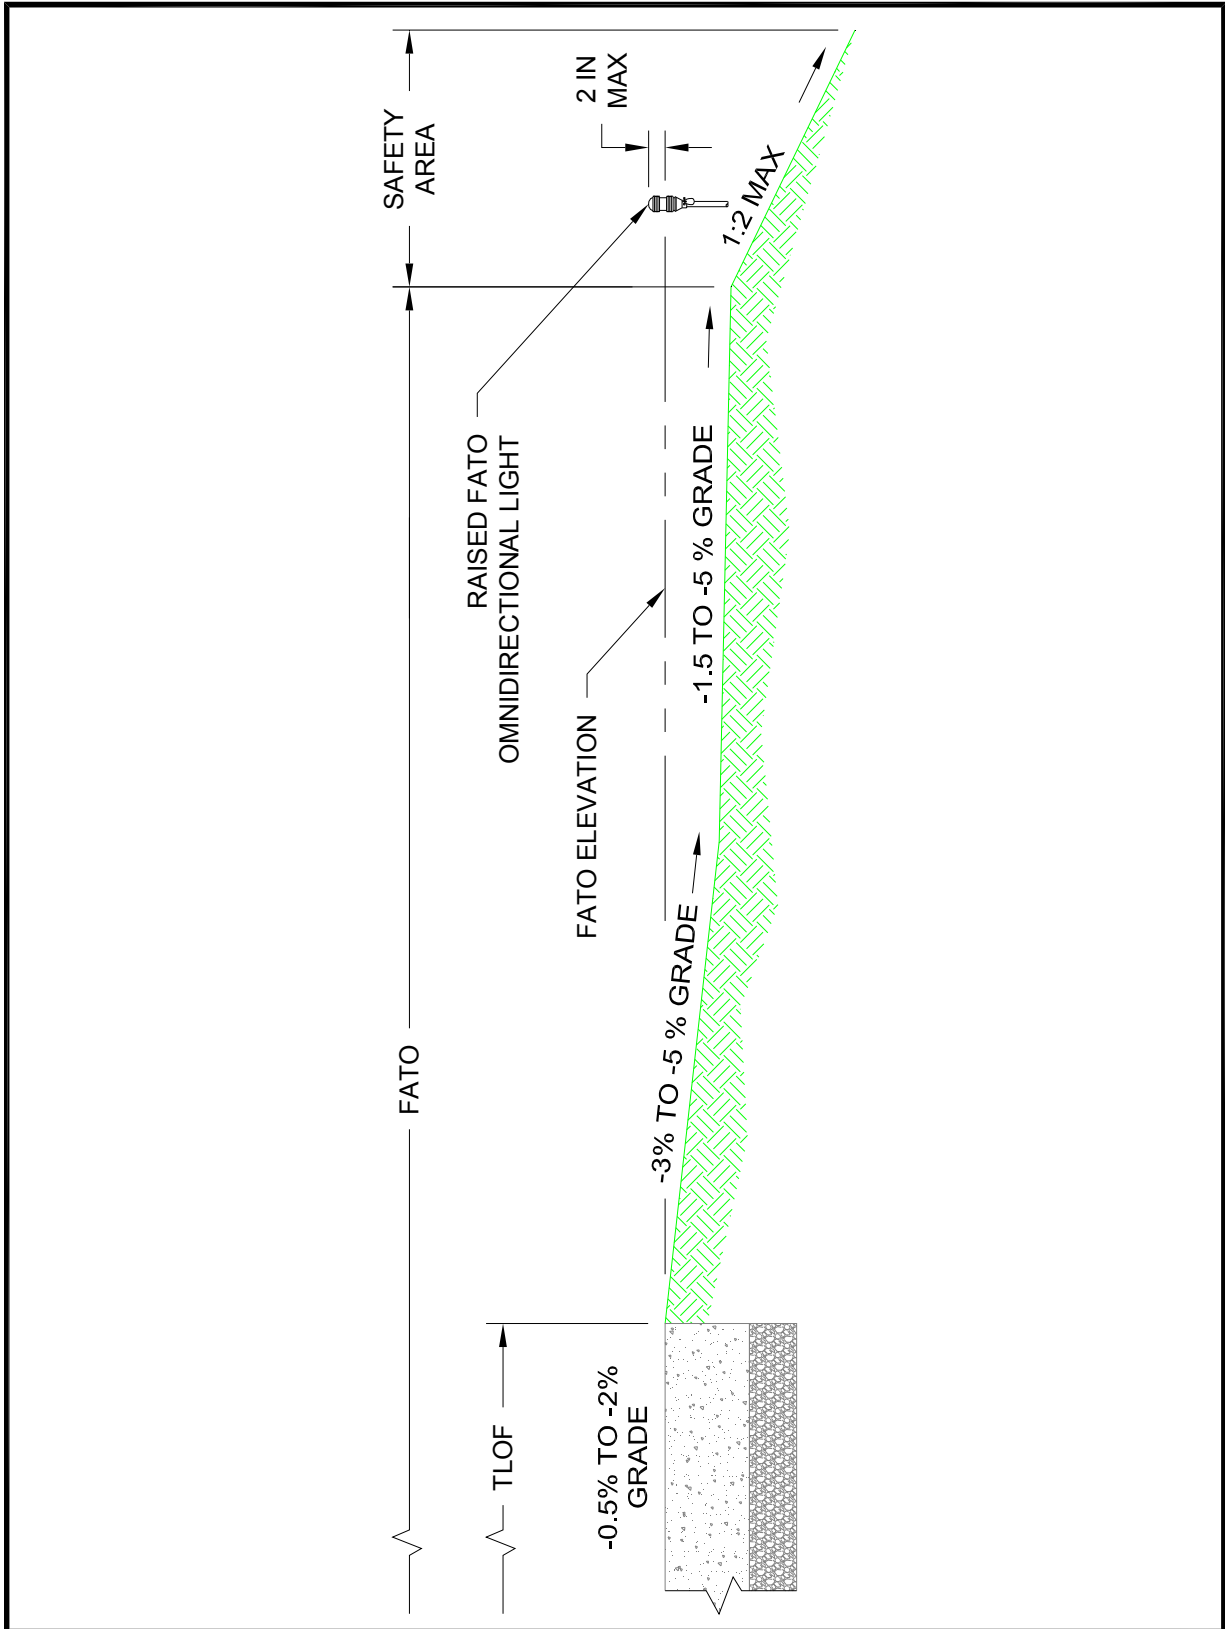 SAFETY
AREA
2 IN
MAX
1:2 MAX
RAISED FATO
OMNIDIRECTIONAL LIGHT
-1.5 TO -5 % GRADE
FATO ELEVATION
-3% TO -5 % GRADE
FATO
TLOF
-0.5% TO -2%
GRADE